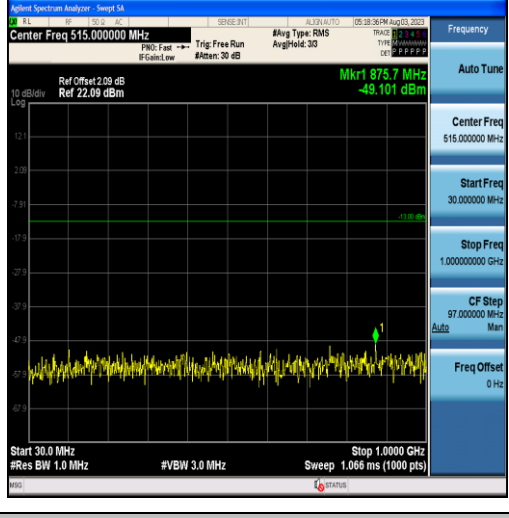 Agilent Spectrum Analyzer - Swept SA
RL RF 50 Ω AC SENSE:INT ALIGN AUTO 05:18:36 PM Aug 03, 2023
Center Freq 515.000000 MHz
PNO: Fast
IFGain:Low
Trig: Free Run
#Atten: 30 dB
#Avg Type: RMS
Avg|Hold: 3/3
TRACE 1 2 3 4 5 6
TYPE M W W W W W
DET P P P P P P
Frequency
Ref Offset 2.09 dB
10 dB/div Ref 22.09 dBm
Log
Mkr1 875.7 MHz
-49.101 dBm
12.1
2.09
-7.91
-13.00 dBm
-17.9
-27.9
-37.9
-47.9
-57.9
-67.9
1
Start 30.0 MHz
#Res BW 1.0 MHz
#VBW 3.0 MHz
Stop 1.0000 GHz
Sweep 1.066 ms (1000 pts)
MSG
STATUS
Auto Tune
Center Freq
515.000000 MHz
Start Freq
30.000000 MHz
Stop Freq
1.000000000 GHz
CF Step
97.000000 MHz
Auto Man
Freq Offset
0 Hz